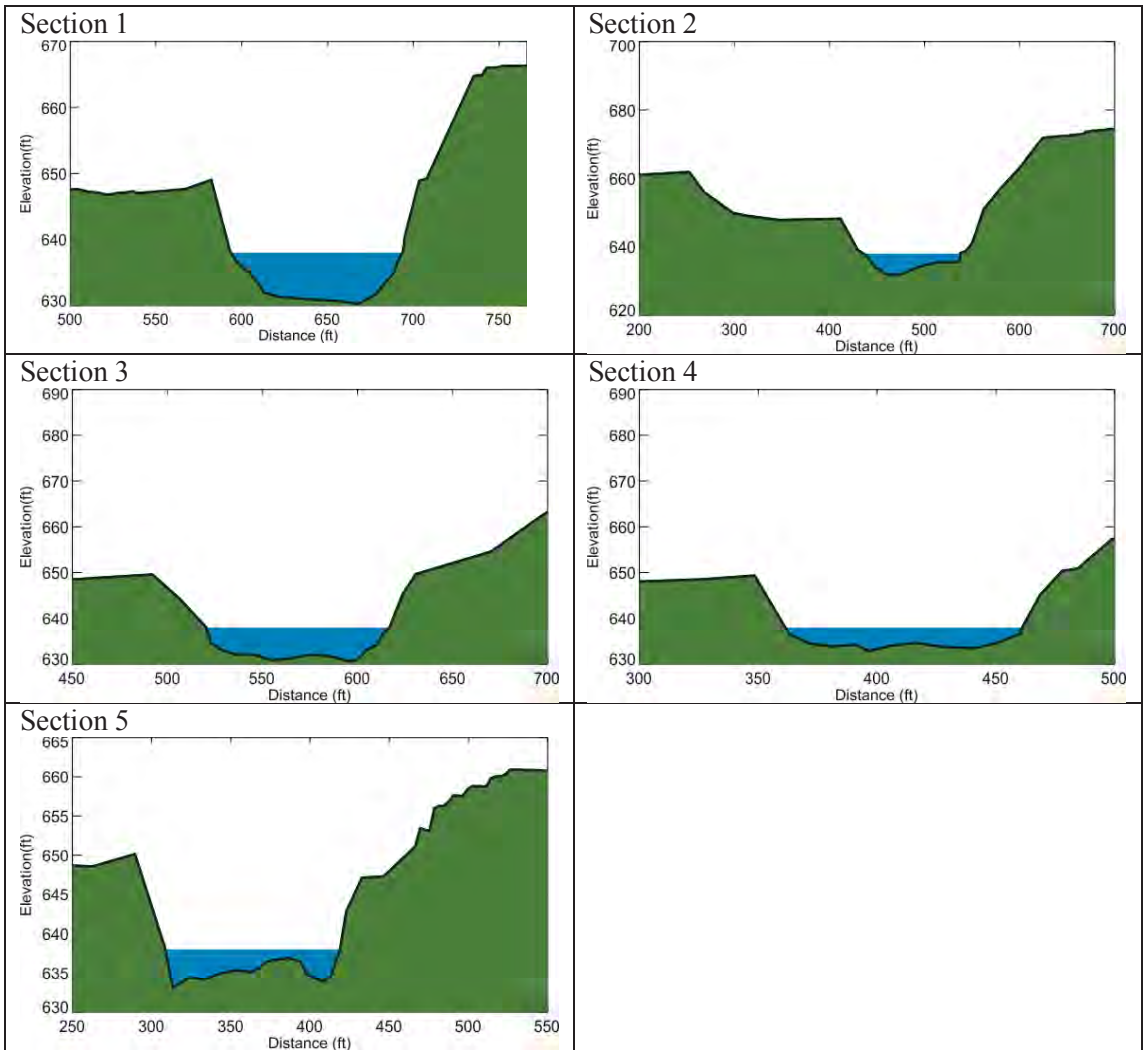 Section 1
670
660
650
640
630
Elevation(ft)
500 550 600 650 700 750
Distance (ft)
Section 2
700
680
660
640
620
Elevation(ft)
200 300 400 500 600 700
Distance (ft)
Section 3
690
680
670
660
650
640
630
Elevation(ft)
450 500 550 600 650 700
Distance (ft)
Section 4
690
680
670
660
650
640
630
Elevation(ft)
300 350 400 450 500
Distance (ft)
Section 5
665
660
655
650
645
640
635
630
Elevation(ft)
250 300 350 400 450 500 550
Distance (ft)